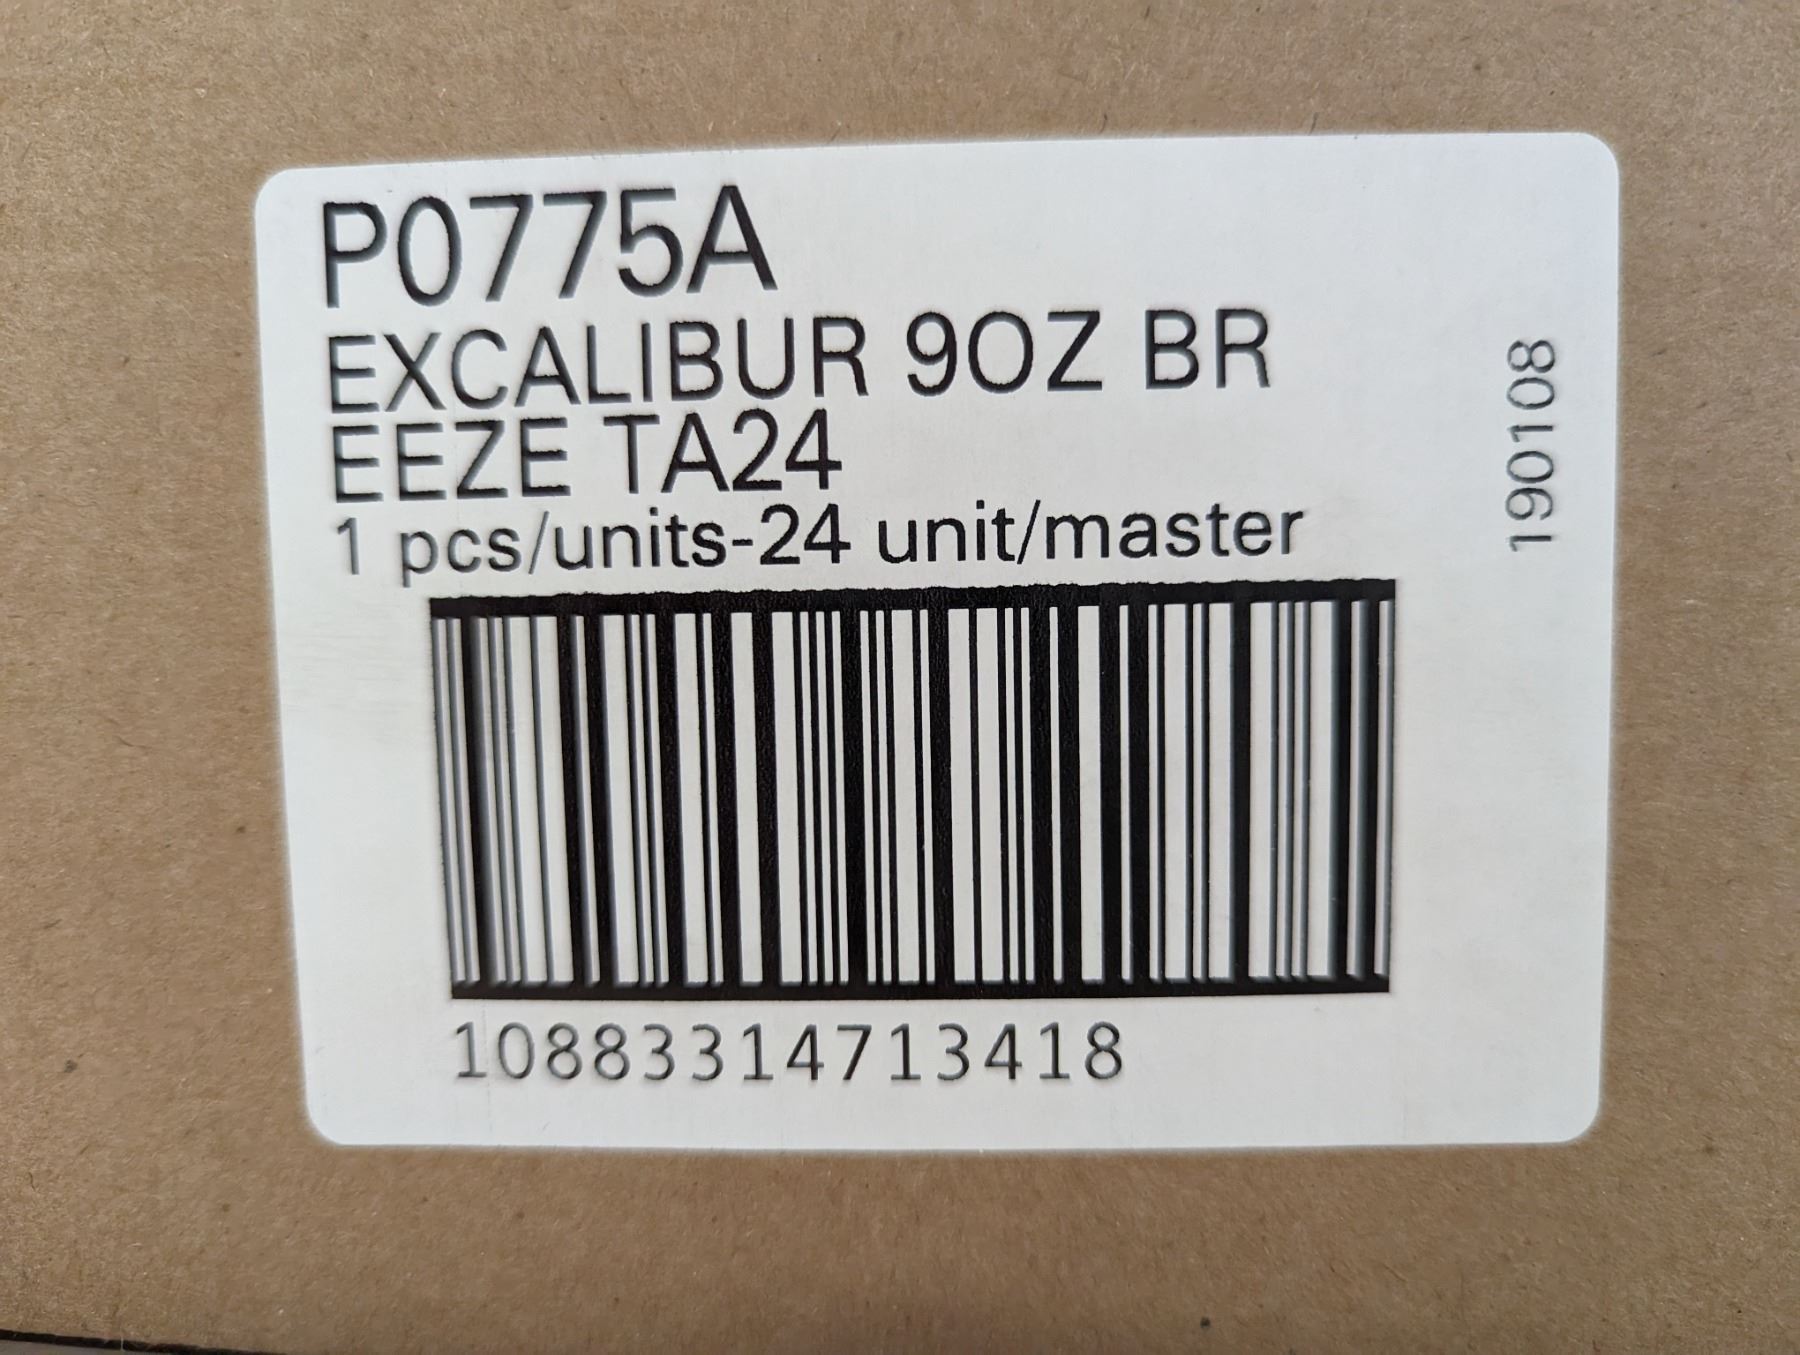 P0775A
EXCALIBUR 9OZ BR
EEZE TA24
1 pcs/units-24 unit/master
190108
10883314713418